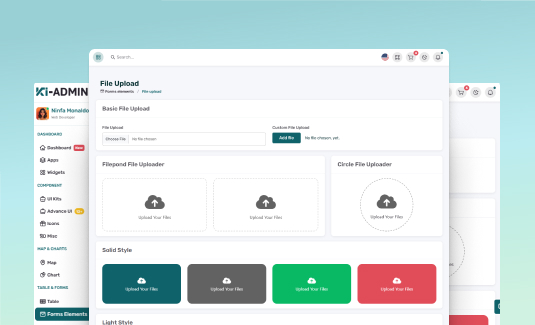 Search...
Ki-ADMIN
Ninfa Monaldo
Web Developer
DASHBOARD
Dashboard New
Apps
Widgets
COMPONENT
UI Kits
Advance UI
Icons
Misc
MAP & CHARTS
Map
Chart
TABLE & FORMS
Table
Forms Elements
File Upload
Forms elements / File upload
Basic File Upload
File Upload
Custom File Upload
Choose File No file chosen
Add file No file chosen, yet.
Filepond File Uploader
Circle File Uploader
Upload Your Files
Upload Your Files
Upload Your Files
Solid Style
Upload Your Files
Upload Your Files
Upload Your Files
Upload Your Files
Light Style